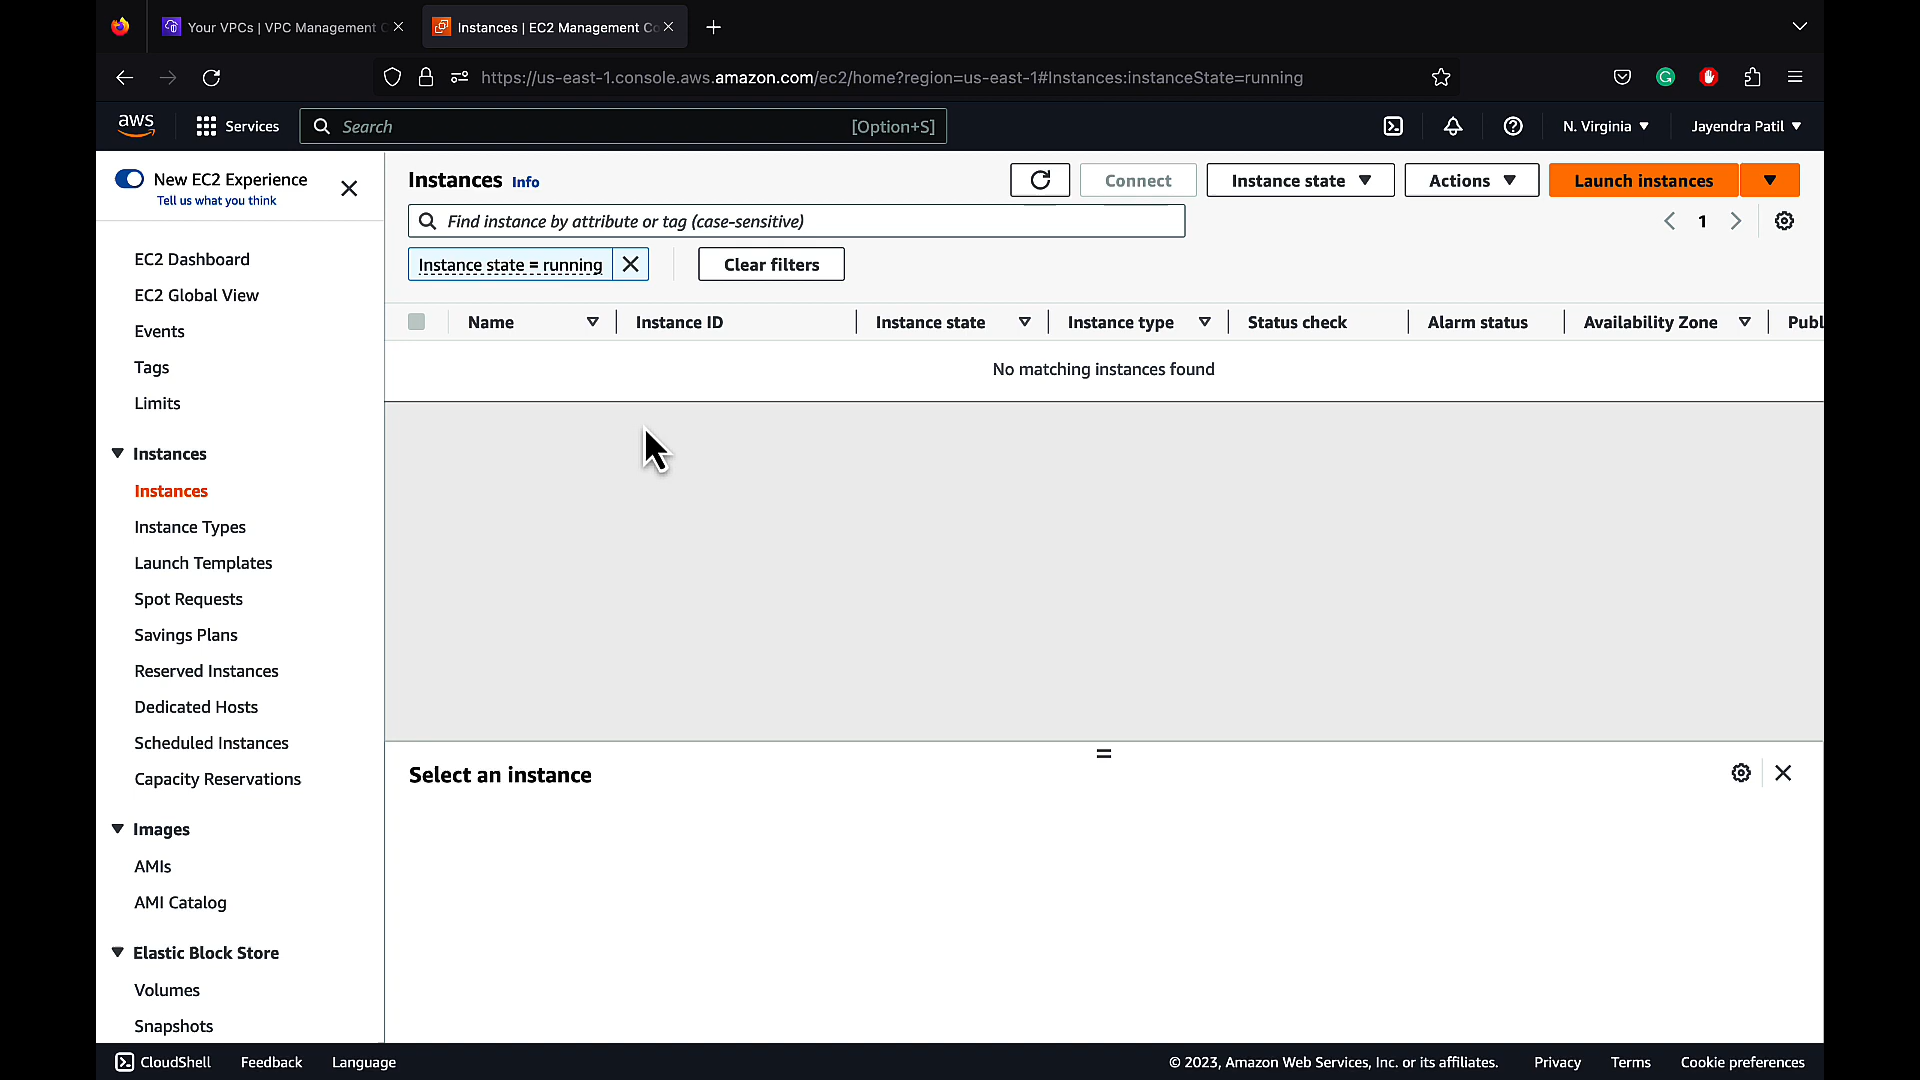 Your VPCs | VPC Management C
Instances | EC2 Management Co
https://us-east-1.console.aws.amazon.com/ec2/home?region=us-east-1#Instances:instanceState=running
aws
Services
Search
[Option+S]
N. Virginia
Jayendra Patil
New EC2 Experience
Tell us what you think
EC2 Dashboard
EC2 Global View
Events
Tags
Limits
Instances
Instances
Instance Types
Launch Templates
Spot Requests
Savings Plans
Reserved Instances
Dedicated Hosts
Scheduled Instances
Capacity Reservations
Images
AMIs
AMI Catalog
Elastic Block Store
Volumes
Snapshots
Instances Info
Connect
Instance state
Actions
Launch instances
Find instance by attribute or tag (case-sensitive)
1
Instance state = running
Clear filters
Name
Instance ID
Instance state
Instance type
Status check
Alarm status
Availability Zone
Publ
No matching instances found
Select an instance
CloudShell
Feedback
Language
© 2023, Amazon Web Services, Inc. or its affiliates.
Privacy
Terms
Cookie preferences